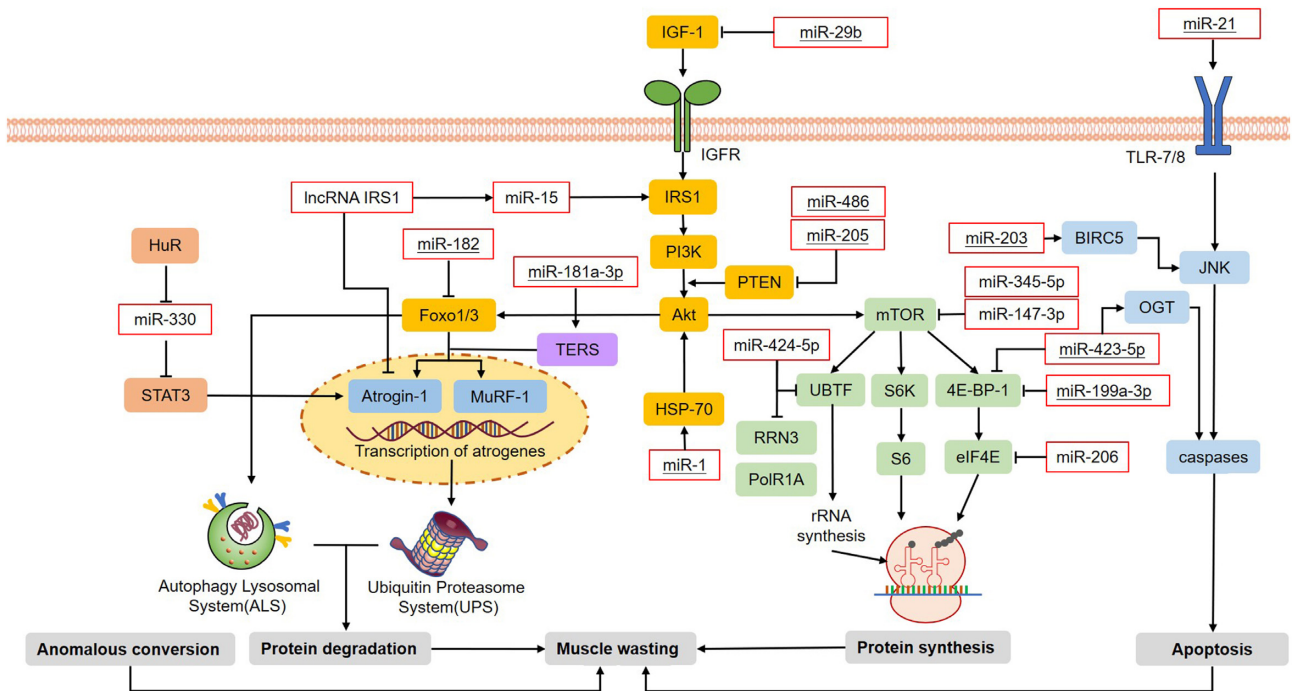 IGF-1
miR-29b
miR-21
IGFR
TLR-7/8
lncRNA IRS1
miR-15
IRS1
miR-486
miR-205
HuR
miR-182
PI3K
miR-203
BIRC5
JNK
miR-181a-3p
PTEN
miR-345-5p
miR-147-3p
OGT
miR-330
Foxo1/3
Akt
mTOR
TERS
miR-424-5p
miR-423-5p
STAT3
Atrogin-1
MuRF-1
HSP-70
UBTF
S6K
4E-BP-1
miR-199a-3p
Transcription of atrogenes
miR-1
RRN3
PolR1A
S6
eIF4E
miR-206
caspases
rRNA
synthesis
Autophagy Lysosomal
System(ALS)
Ubiquitin Proteasome
System(UPS)
Anomalous conversion
Protein degradation
Muscle wasting
Protein synthesis
Apoptosis